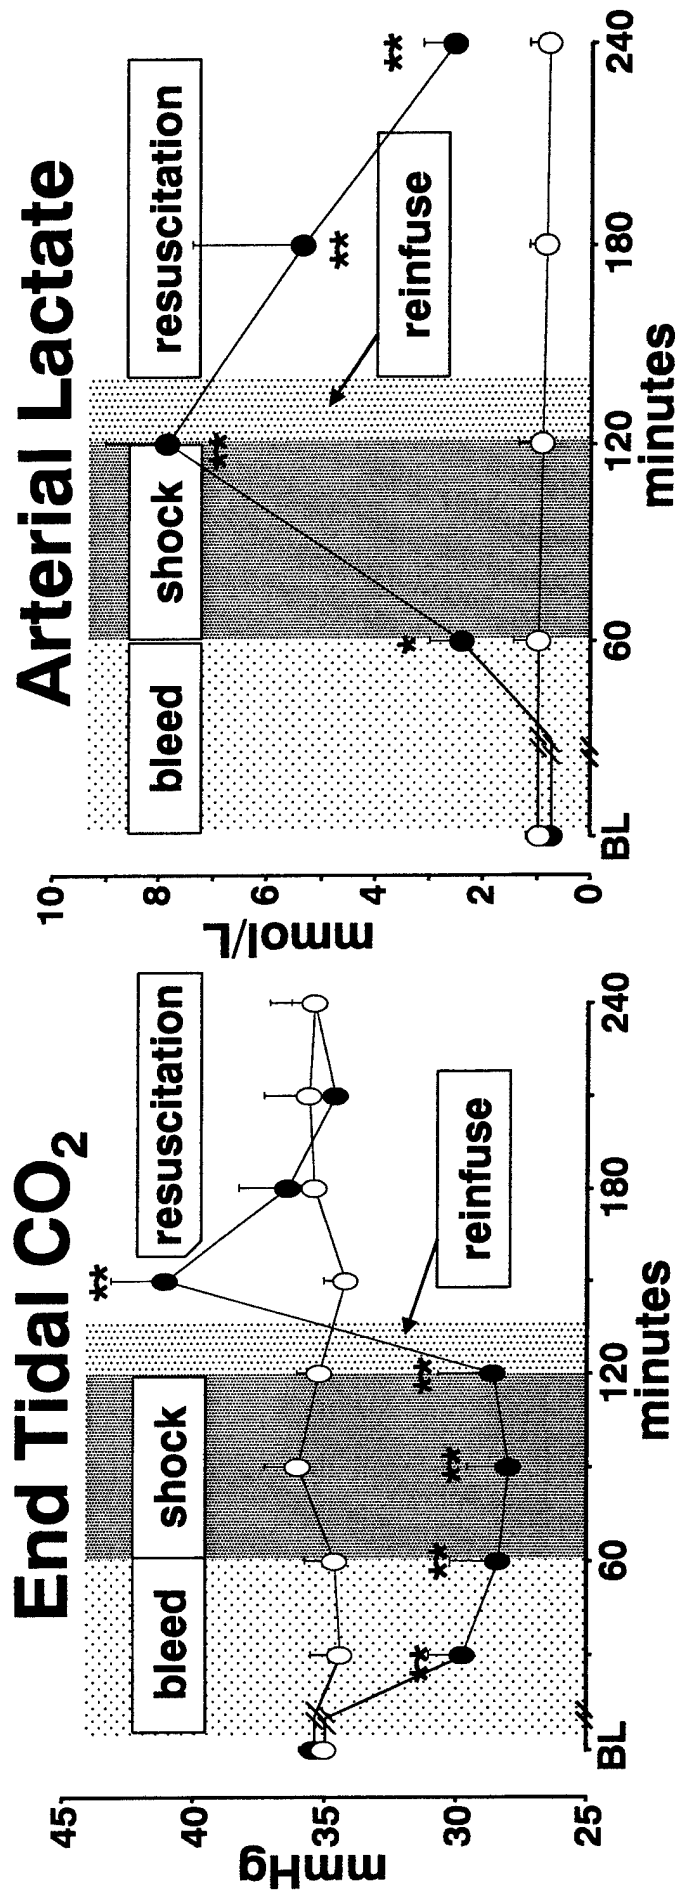 End Tidal CO2
bleed
shock
resuscitation
reinfuse
**
**
**
**
**
mmHg
45
40
35
30
25
BL
60
120
180
240
minutes
Arterial Lactate
bleed
shock
resuscitation
reinfuse
*
**
**
**
mmol/L
10
8
6
4
2
0
BL
60
120
180
240
minutes